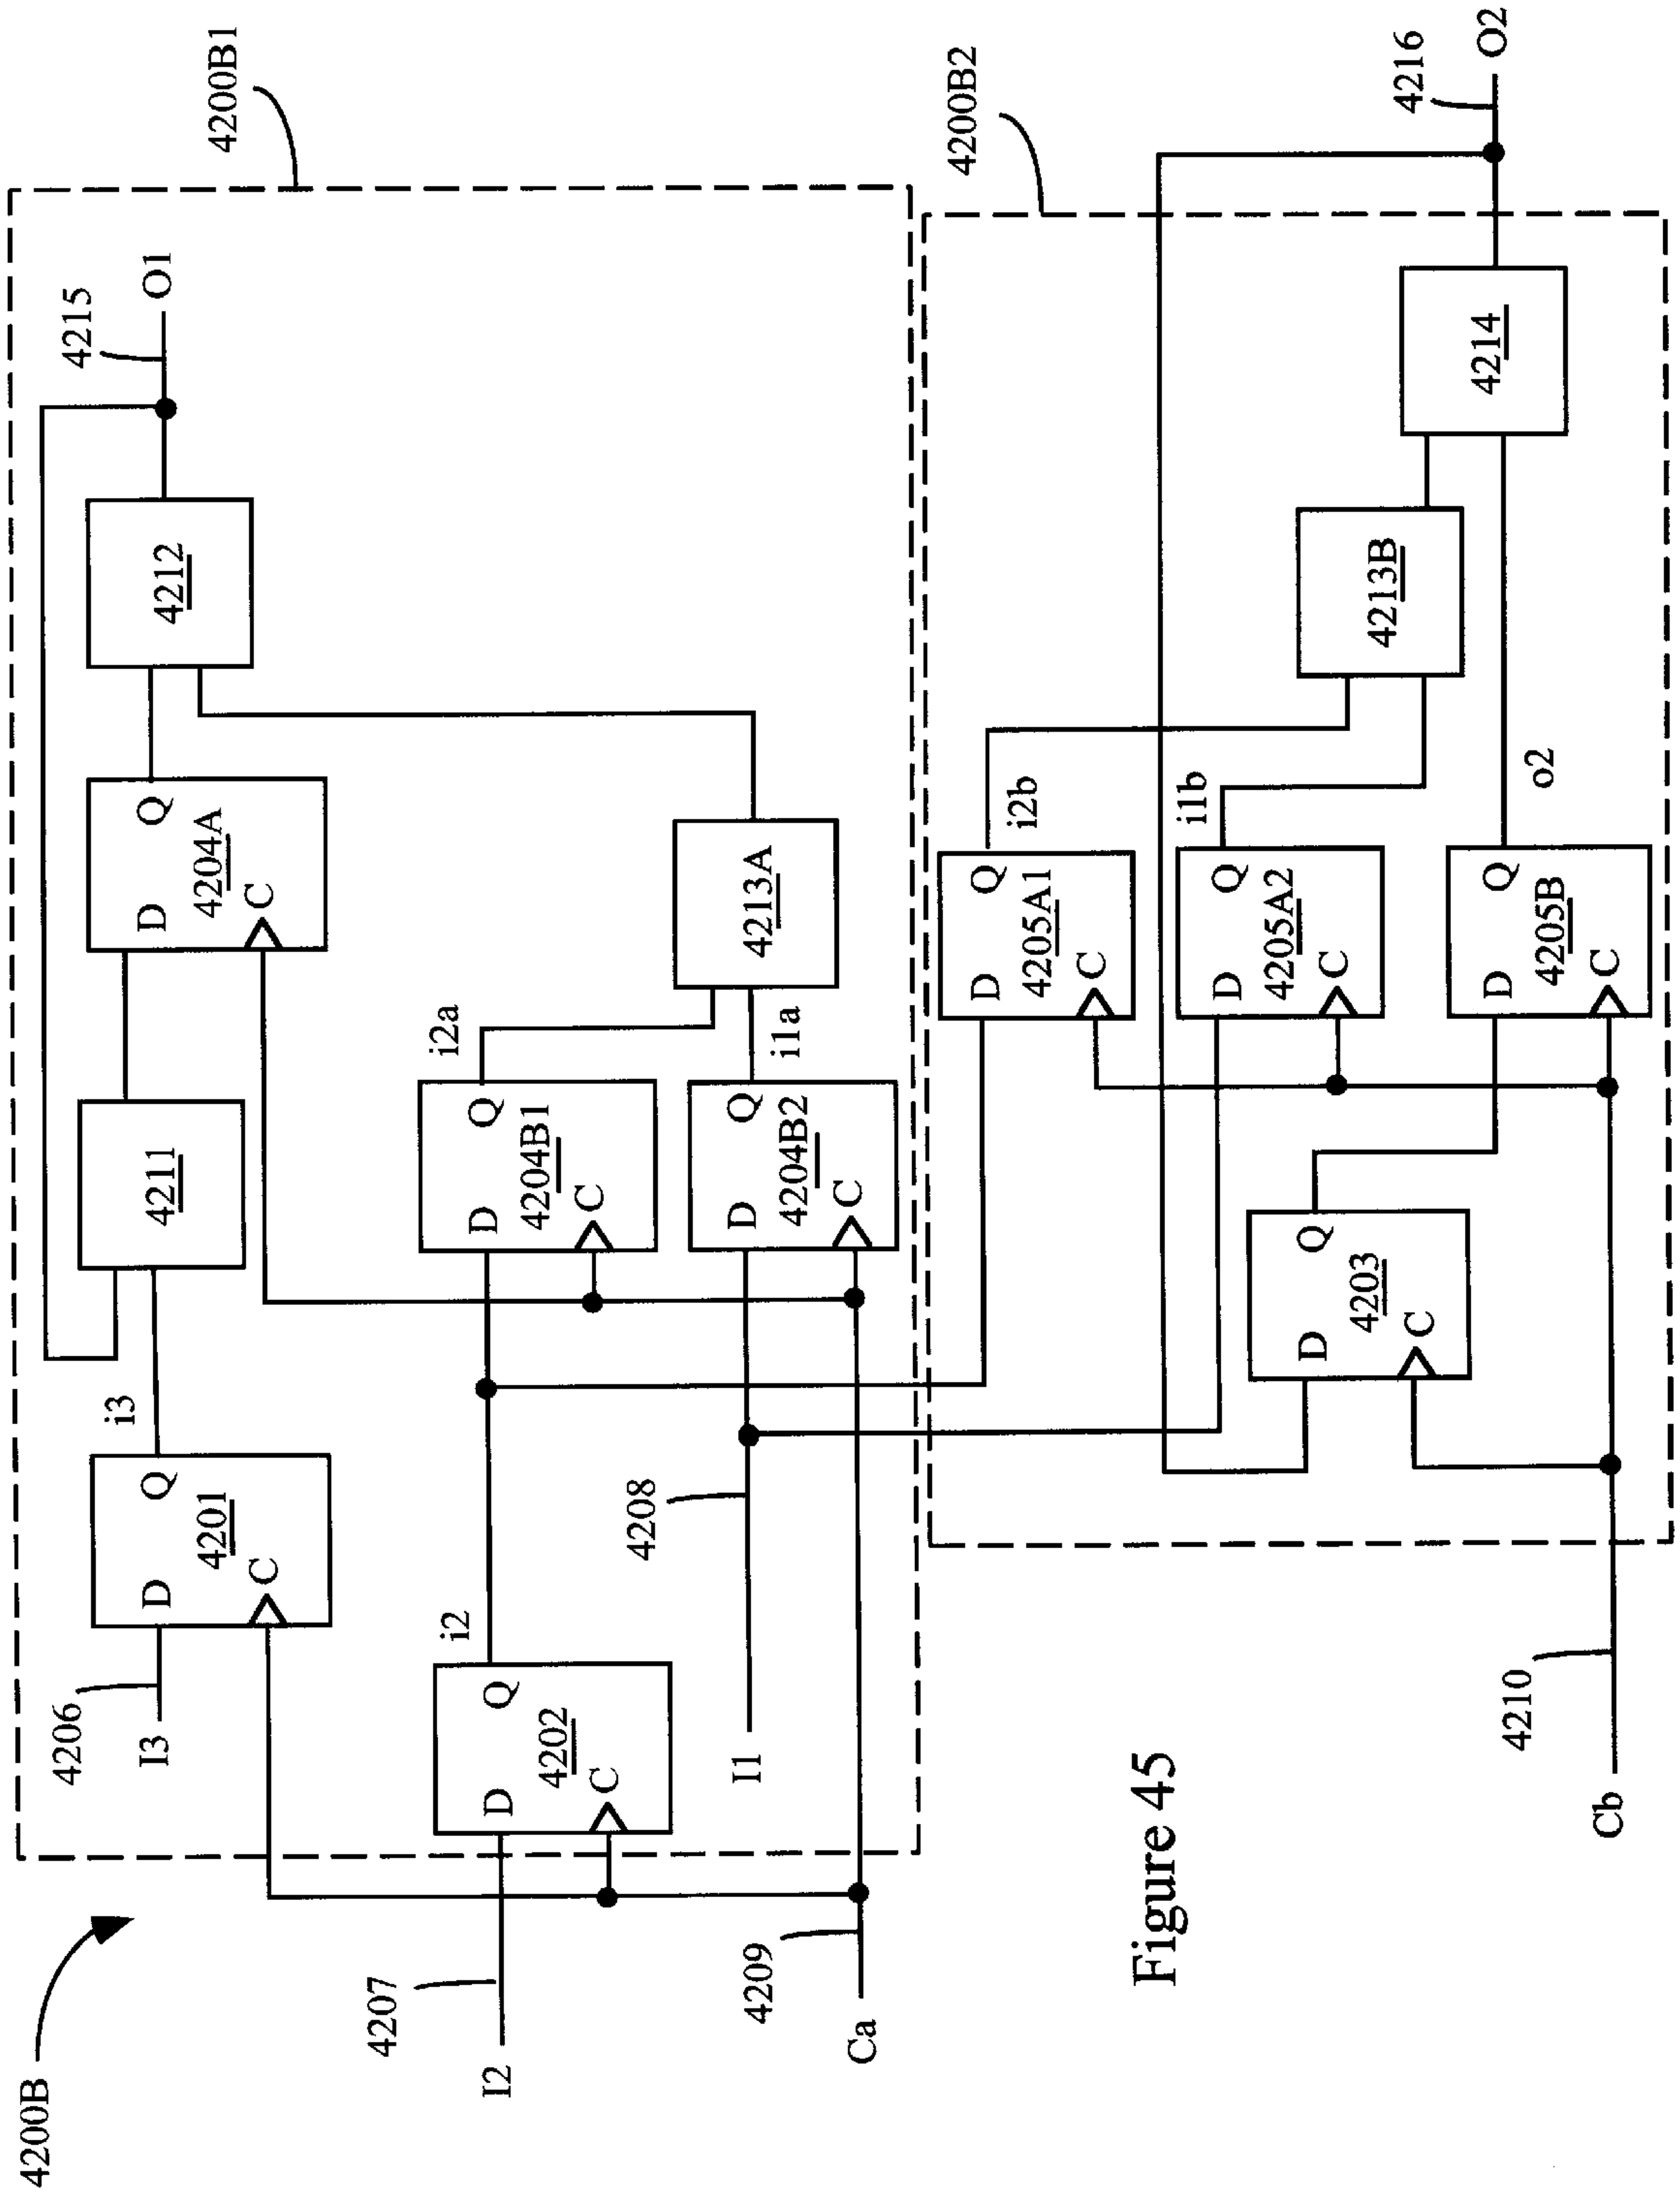 4200B
4200B1
4206
I3
D
Q
4201
C
i3
4211
D
Q
4204A
C
4212
4215
O1
4207
I2
D
Q
4202
C
i2
D
Q
4204B1
C
i2a
4208
I1
D
Q
4204B2
C
i1a
4213A
4209
Ca
4200B2
D
Q
4205A1
C
i2b
D
Q
4205A2
C
i1b
D
Q
4203
C
D
Q
4205B
C
o2
4213B
4214
4216
O2
4210
Cb
Figure 45